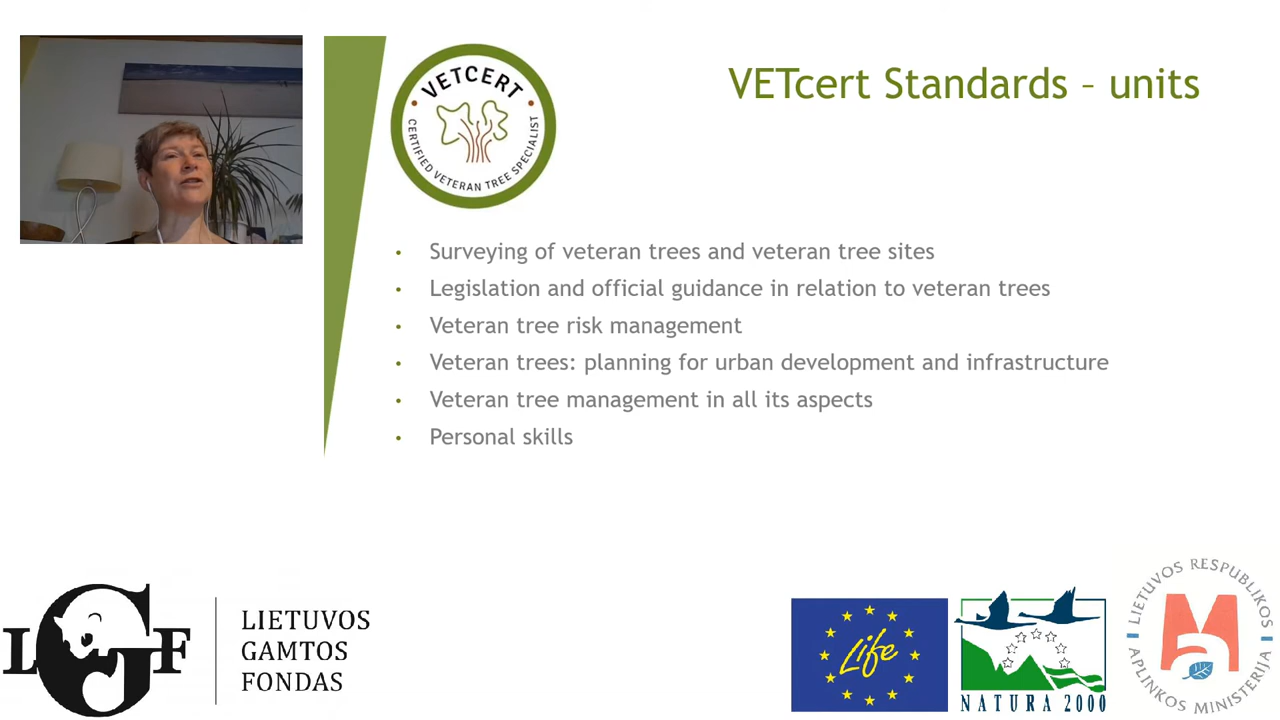 VETCERT
CERTIFIED VETERAN TREE SPECIALIST
VETcert Standards – units
• Surveying of veteran trees and veteran tree sites
• Legislation and official guidance in relation to veteran trees
• Veteran tree risk management
• Veteran trees: planning for urban development and infrastructure
• Veteran tree management in all its aspects
• Personal skills
LGF
LIETUVOS
GAMTOS
FONDAS
Life
NATURA 2000
LIETUVOS RESPUBLIKOS
APLINKOS MINISTERIJA
Ma